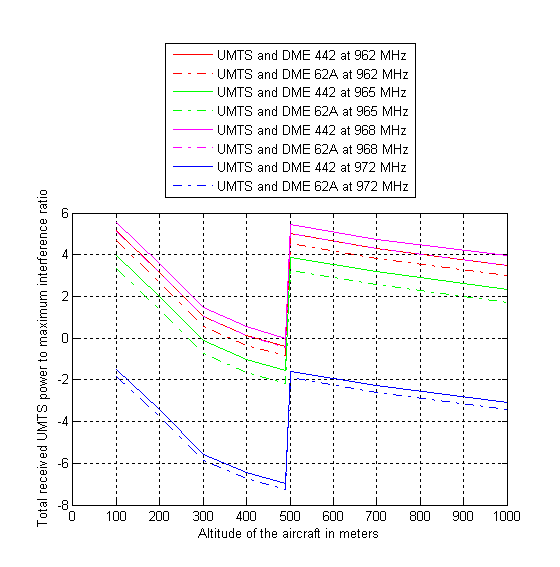 UMTS and DME 442 at 962 MHz
UMTS and DME 62A at 962 MHz
UMTS and DME 442 at 965 MHz
UMTS and DME 62A at 965 MHz
UMTS and DME 442 at 968 MHz
UMTS and DME 62A at 968 MHz
UMTS and DME 442 at 972 MHz
UMTS and DME 62A at 972 MHz
Total received UMTS power to maximum interference ratio
6
4
2
0
-2
-4
-6
-8
0 100 200 300 400 500 600 700 800 900 1000
Altitude of the aircraft in meters